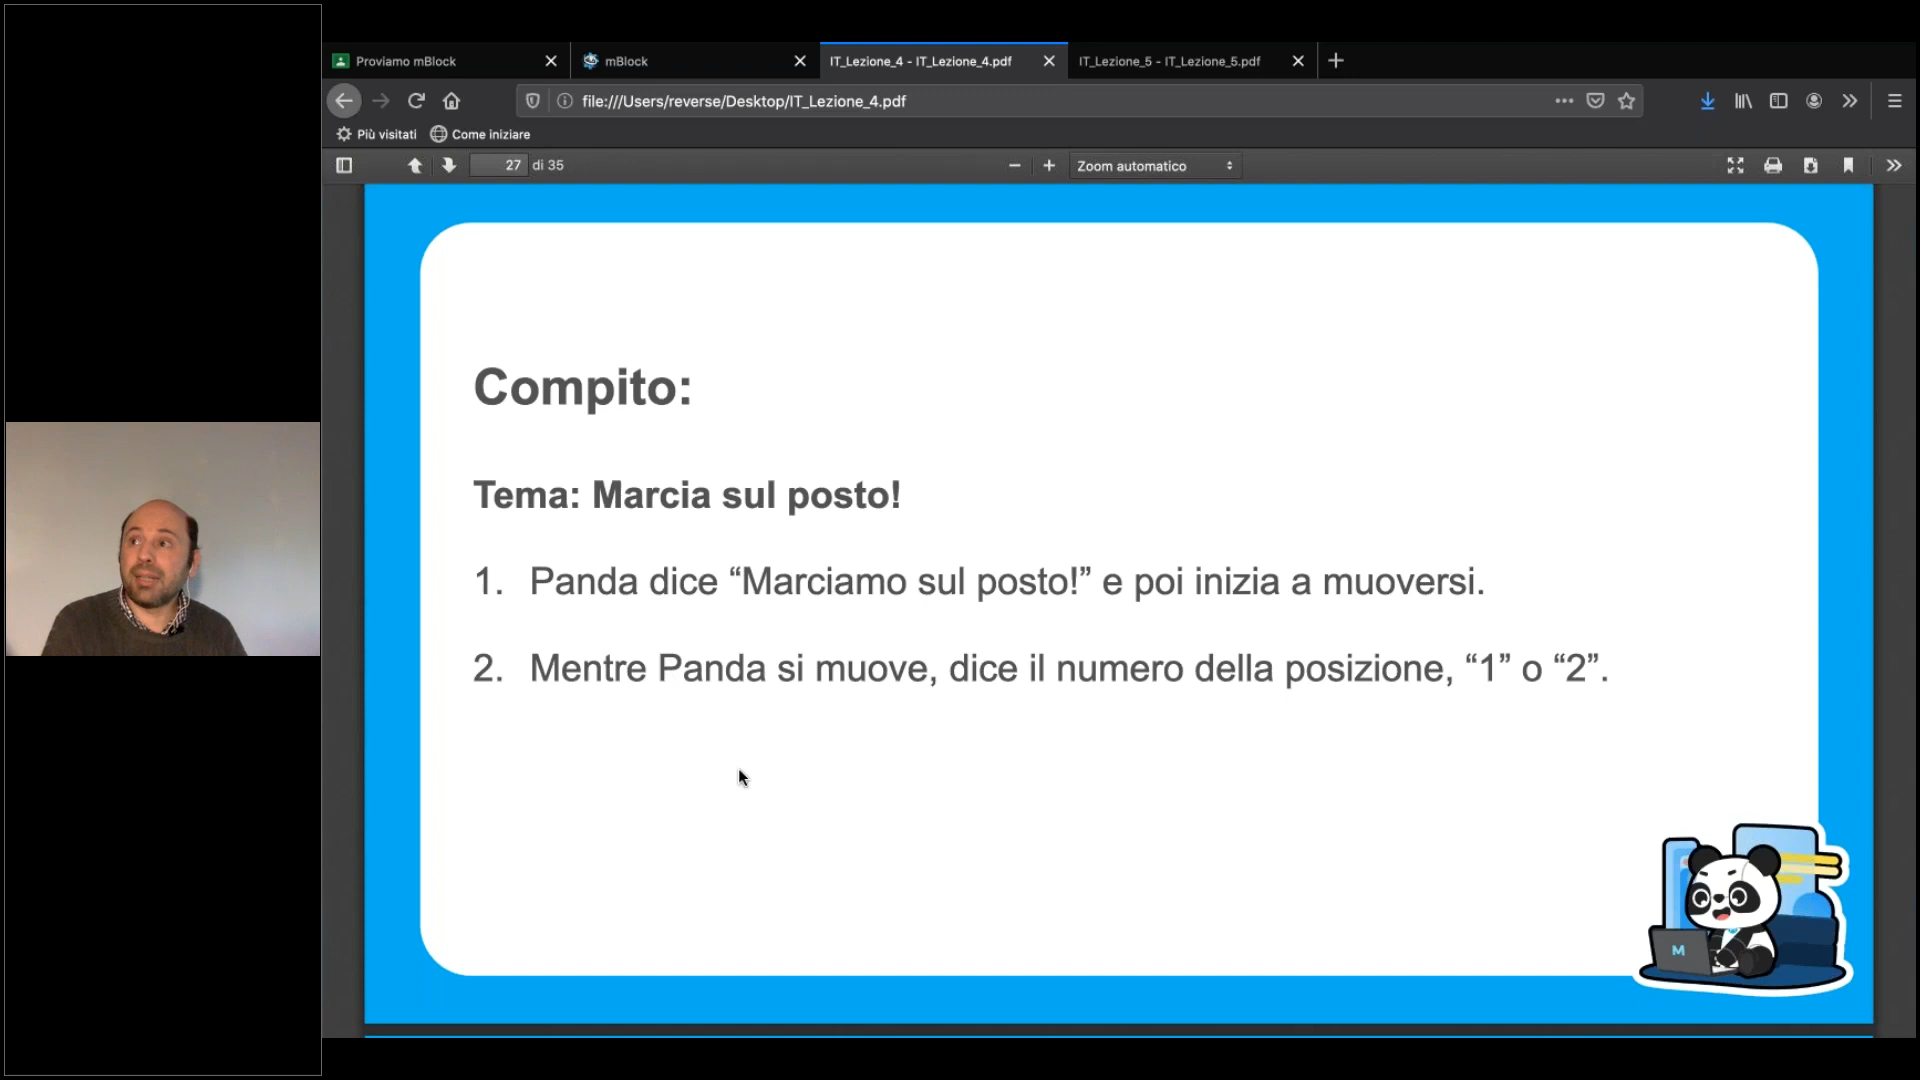 Proviamo mBlock
mBlock
IT_Lezione_4 - IT_Lezione_4.pdf
IT_Lezione_5 - IT_Lezione_5.pdf
file:///Users/reverse/Desktop/IT_Lezione_4.pdf
Più visitati
Come iniziare
27 di 35
Zoom automatico
Compito:
Tema: Marcia sul posto!
1. Panda dice “Marciamo sul posto!” e poi inizia a muoversi.
2. Mentre Panda si muove, dice il numero della posizione, “1” o “2”.
M